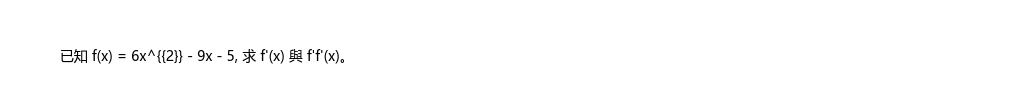 已知 f(x) = 6x^{{2}} - 9x - 5, 求 f'(x) 與 f'f'(x)。